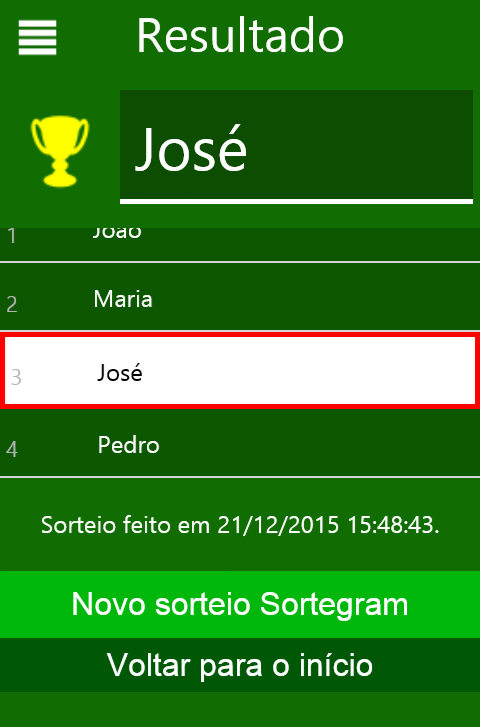 Resultado
José
1 João
2 Maria
3 José
4 Pedro
Sorteio feito em 21/12/2015 15:48:43.
Novo sorteio Sortegram
Voltar para o início